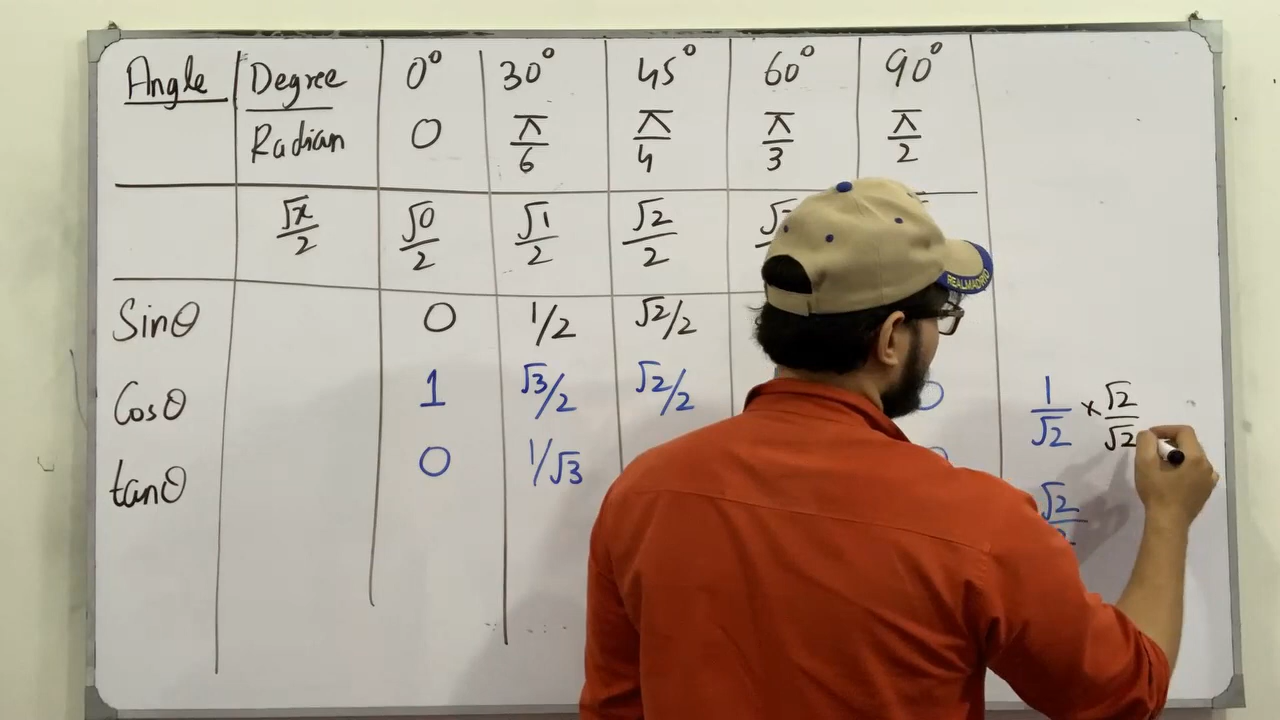 Angle Degree 0° 30° 45° 60° 90°
Radian 0 π/6 π/4 π/3 π/2
√x/2 √0/2 √1/2 √2/2
Sinθ 0 1/2 √2/2
Cosθ 1 √3/2 √2/2 0
tanθ 0 1/√3
1/√2 × √2/√2
√2
REALMADRID